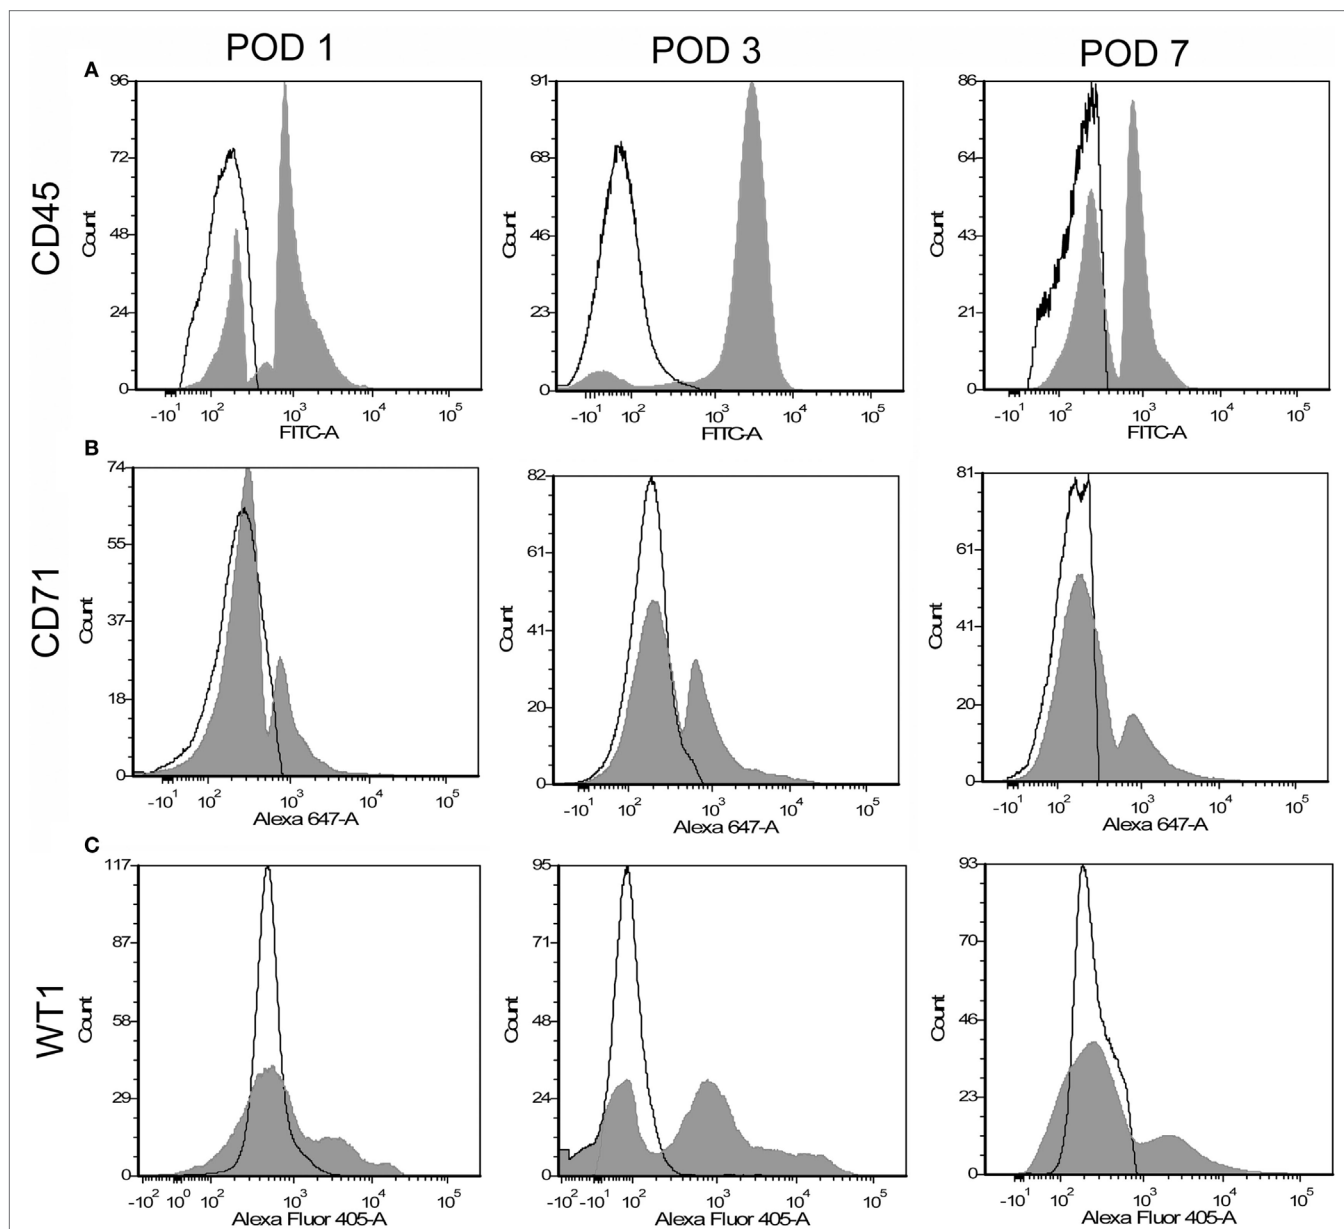 POD 1 POD 3 POD 7
A
CD45
96 72 48 24 0
Count
-10¹ 10² 10³ 10⁴ 10⁵
FITC-A
91 68 46 23 0
Count
-10¹ 10² 10³ 10⁴ 10⁵
FITC-A
86 64 43 21 0
Count
-10¹ 10² 10³ 10⁴ 10⁵
FITC-A
B
CD71
74 55 37 18 0
Count
-10¹ 10² 10³ 10⁴ 10⁵
Alexa 647-A
82 61 41 20 0
Count
-10¹ 10² 10³ 10⁴ 10⁵
Alexa 647-A
81 61 41 20 0
Count
-10¹ 10² 10³ 10⁴ 10⁵
Alexa 647-A
C
WT1
117 87 58 29 0
Count
-10² 10⁰ 10² 10³ 10⁴ 10⁵
Alexa Fluor 405-A
95 71 48 24 0
Count
-10² -10¹ 10² 10³ 10⁴ 10⁵
Alexa Fluor 405-A
93 70 46 23 0
Count
-10¹ 10² 10³ 10⁴ 10⁵
Alexa Fluor 405-A